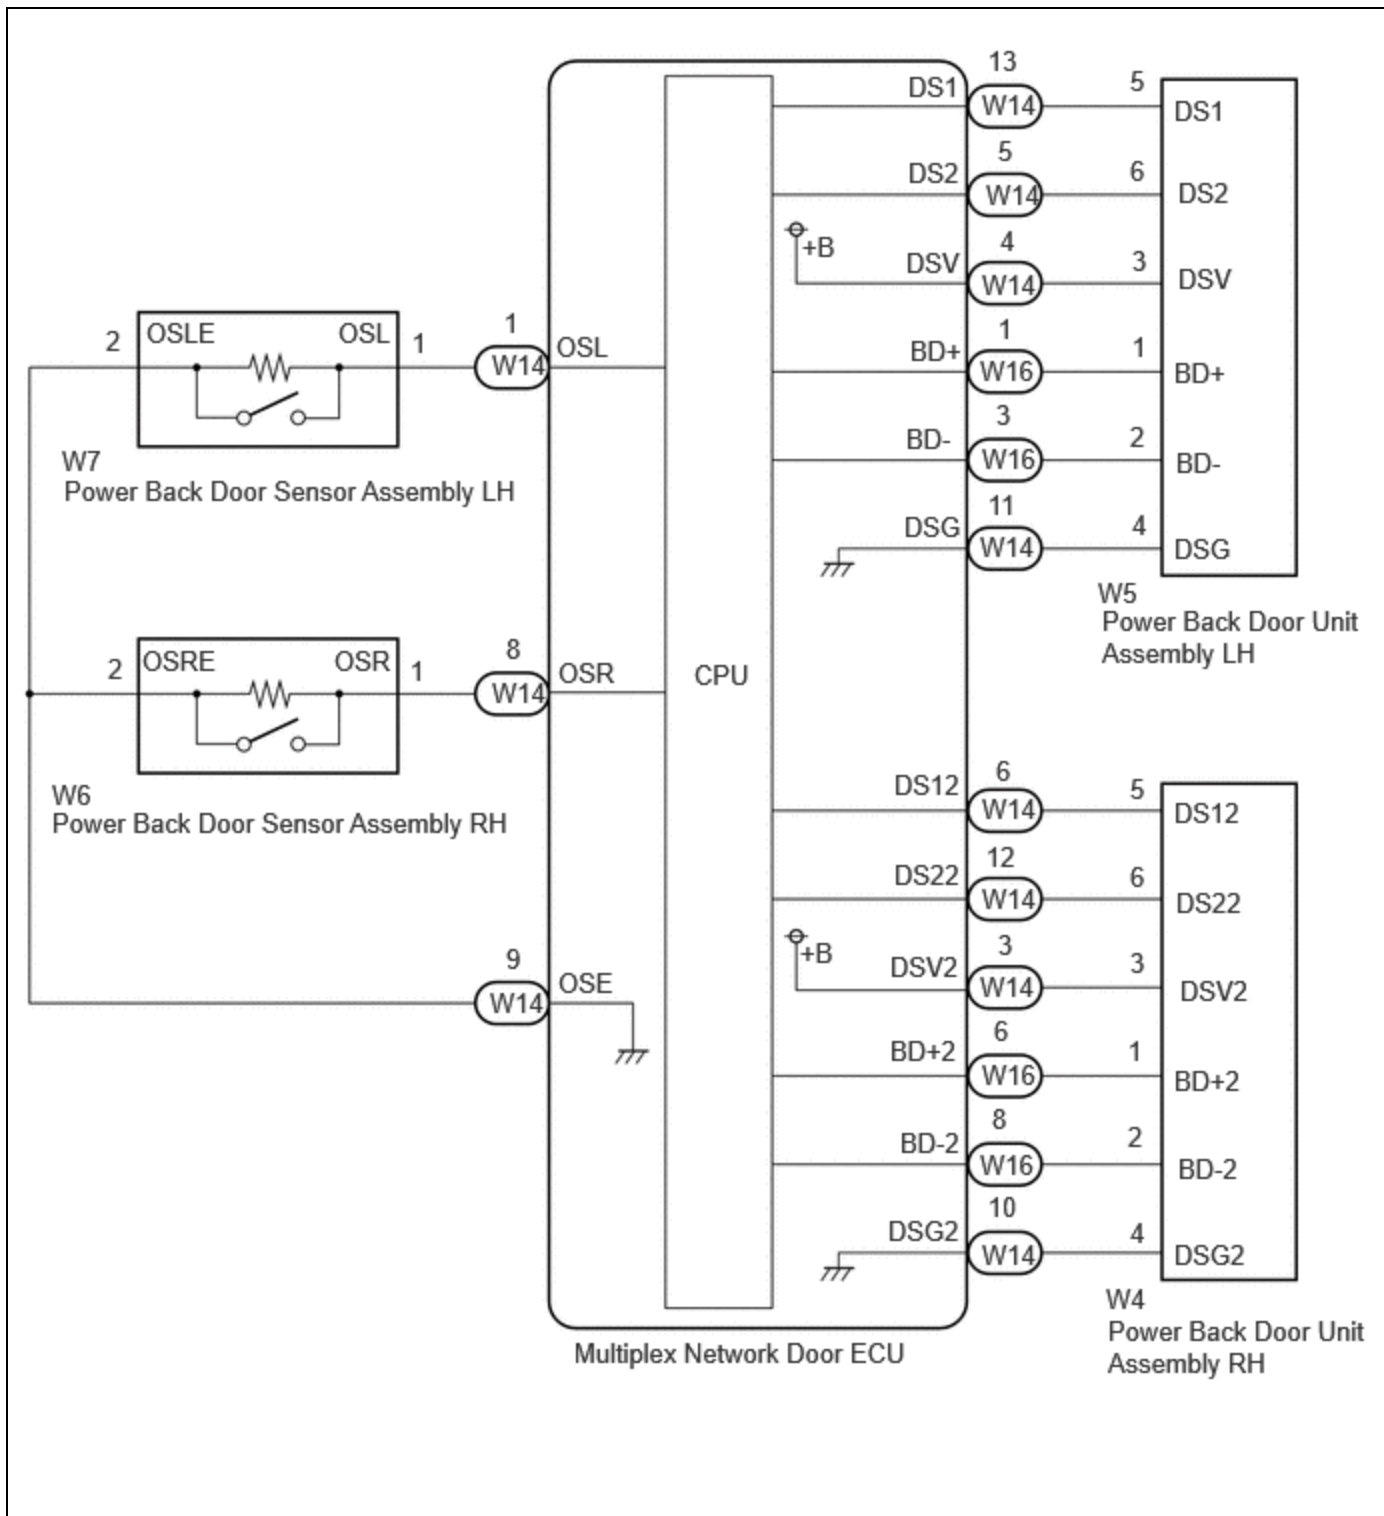 13
DS1 W14 5 DS1
5
DS2 W14 6 DS2
+B
4
DSV W14 3 DSV
1
BD+ W16 1 BD+
3
BD- W16 2 BD-
11
DSG W14 4 DSG
W5
Power Back Door Unit
Assembly LH
2 OSLE OSL 1
1
W14 OSL
W7
Power Back Door Sensor Assembly LH
2 OSRE OSR 1
8
W14 OSR
W6
Power Back Door Sensor Assembly RH
9
W14 OSE
CPU
6
DS12 W14 5 DS12
12
DS22 W14 6 DS22
+B
3
DSV2 W14 3 DSV2
6
BD+2 W16 1 BD+2
8
BD-2 W16 2 BD-2
10
DSG2 W14 4 DSG2
W4
Power Back Door Unit
Assembly RH
Multiplex Network Door ECU